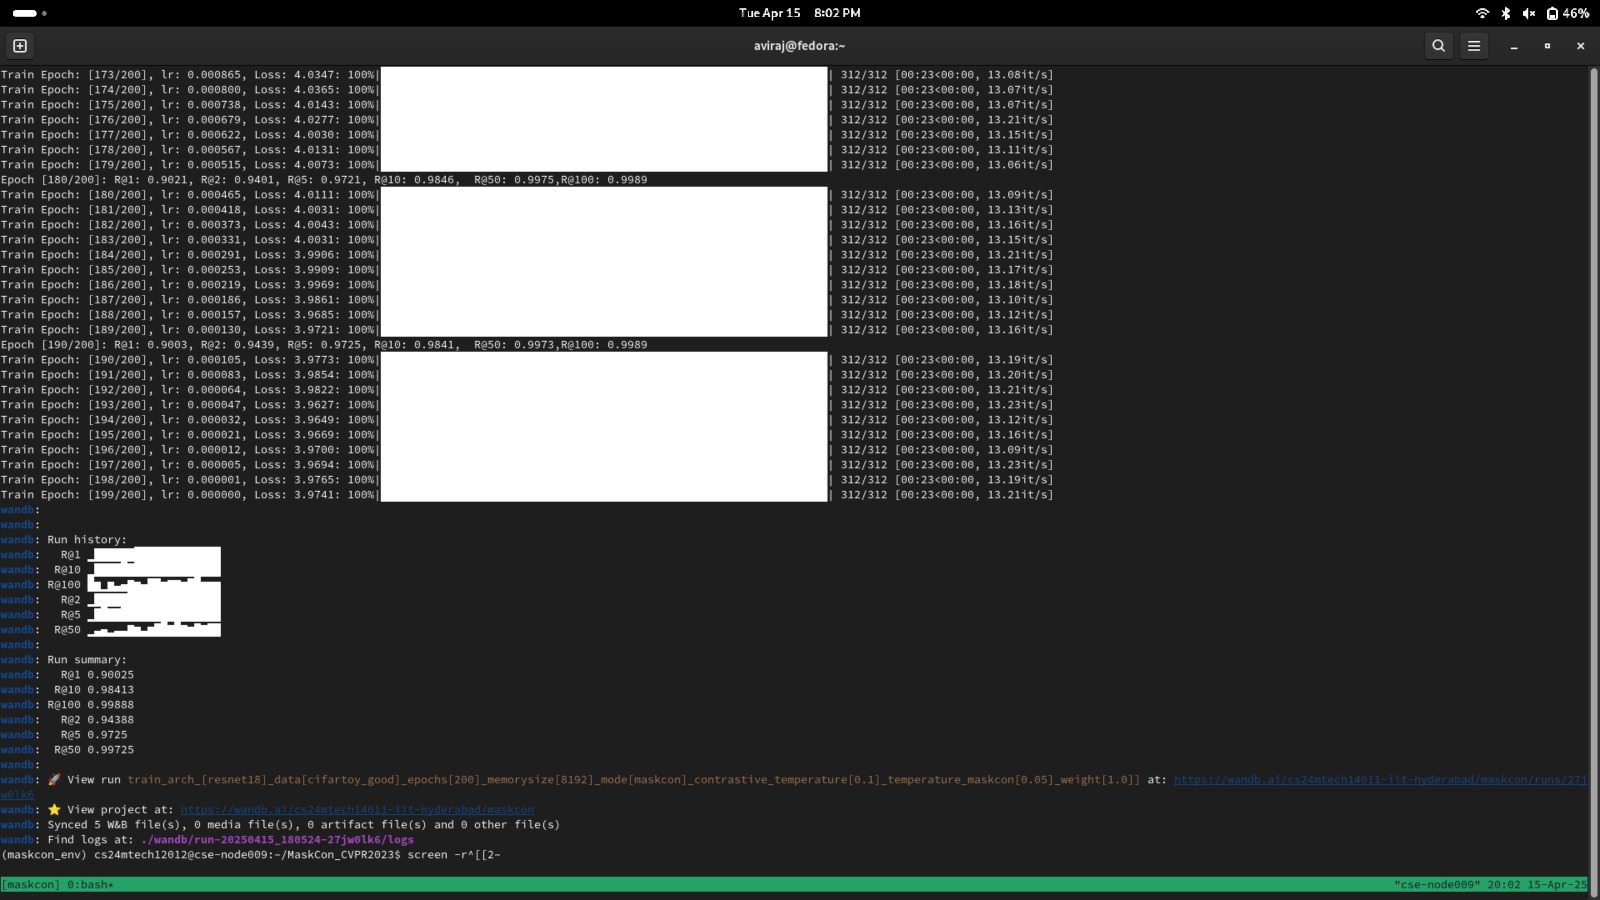 Tue Apr 15 8:02 PM
46%
aviraj@fedora:~
Train Epoch: [173/200], lr: 0.000865, Loss: 4.0347: 100%| | 312/312 [00:23<00:00, 13.08it/s]
Train Epoch: [174/200], lr: 0.000800, Loss: 4.0365: 100%| | 312/312 [00:23<00:00, 13.07it/s]
Train Epoch: [175/200], lr: 0.000738, Loss: 4.0143: 100%| | 312/312 [00:23<00:00, 13.07it/s]
Train Epoch: [176/200], lr: 0.000679, Loss: 4.0277: 100%| | 312/312 [00:23<00:00, 13.21it/s]
Train Epoch: [177/200], lr: 0.000622, Loss: 4.0030: 100%| | 312/312 [00:23<00:00, 13.15it/s]
Train Epoch: [178/200], lr: 0.000567, Loss: 4.0131: 100%| | 312/312 [00:23<00:00, 13.11it/s]
Train Epoch: [179/200], lr: 0.000515, Loss: 4.0073: 100%| | 312/312 [00:23<00:00, 13.06it/s]
Epoch [180/200]: R@1: 0.9021, R@2: 0.9401, R@5: 0.9721, R@10: 0.9846,  R@50: 0.9975,R@100: 0.9989
Train Epoch: [180/200], lr: 0.000465, Loss: 4.0111: 100%| | 312/312 [00:23<00:00, 13.09it/s]
Train Epoch: [181/200], lr: 0.000418, Loss: 4.0031: 100%| | 312/312 [00:23<00:00, 13.13it/s]
Train Epoch: [182/200], lr: 0.000373, Loss: 4.0043: 100%| | 312/312 [00:23<00:00, 13.16it/s]
Train Epoch: [183/200], lr: 0.000331, Loss: 4.0031: 100%| | 312/312 [00:23<00:00, 13.15it/s]
Train Epoch: [184/200], lr: 0.000291, Loss: 3.9906: 100%| | 312/312 [00:23<00:00, 13.21it/s]
Train Epoch: [185/200], lr: 0.000253, Loss: 3.9909: 100%| | 312/312 [00:23<00:00, 13.17it/s]
Train Epoch: [186/200], lr: 0.000219, Loss: 3.9969: 100%| | 312/312 [00:23<00:00, 13.18it/s]
Train Epoch: [187/200], lr: 0.000186, Loss: 3.9861: 100%| | 312/312 [00:23<00:00, 13.10it/s]
Train Epoch: [188/200], lr: 0.000157, Loss: 3.9685: 100%| | 312/312 [00:23<00:00, 13.12it/s]
Train Epoch: [189/200], lr: 0.000130, Loss: 3.9721: 100%| | 312/312 [00:23<00:00, 13.16it/s]
Epoch [190/200]: R@1: 0.9003, R@2: 0.9439, R@5: 0.9725, R@10: 0.9841,  R@50: 0.9973,R@100: 0.9989
Train Epoch: [190/200], lr: 0.000105, Loss: 3.9773: 100%| | 312/312 [00:23<00:00, 13.19it/s]
Train Epoch: [191/200], lr: 0.000083, Loss: 3.9854: 100%| | 312/312 [00:23<00:00, 13.20it/s]
Train Epoch: [192/200], lr: 0.000064, Loss: 3.9822: 100%| | 312/312 [00:23<00:00, 13.21it/s]
Train Epoch: [193/200], lr: 0.000047, Loss: 3.9627: 100%| | 312/312 [00:23<00:00, 13.23it/s]
Train Epoch: [194/200], lr: 0.000032, Loss: 3.9649: 100%| | 312/312 [00:23<00:00, 13.12it/s]
Train Epoch: [195/200], lr: 0.000021, Loss: 3.9669: 100%| | 312/312 [00:23<00:00, 13.16it/s]
Train Epoch: [196/200], lr: 0.000012, Loss: 3.9700: 100%| | 312/312 [00:23<00:00, 13.09it/s]
Train Epoch: [197/200], lr: 0.000005, Loss: 3.9694: 100%| | 312/312 [00:23<00:00, 13.23it/s]
Train Epoch: [198/200], lr: 0.000001, Loss: 3.9765: 100%| | 312/312 [00:23<00:00, 13.19it/s]
Train Epoch: [199/200], lr: 0.000000, Loss: 3.9741: 100%| | 312/312 [00:23<00:00, 13.21it/s]
wandb:
wandb:
wandb: Run history:
wandb: R@1
wandb: R@10
wandb: R@100
wandb: R@2
wandb: R@5
wandb: R@50
wandb:
wandb: Run summary:
wandb: R@1 0.90025
wandb: R@10 0.98413
wandb: R@100 0.99888
wandb: R@2 0.94388
wandb: R@5 0.9725
wandb: R@50 0.99725
wandb:
wandb: 🚀 View run train_arch_[resnet18]_data[cifartoy_good]_epochs[200]_memorysize[8192]_mode[maskcon]_contrastive_temperature[0.1]_temperature_maskcon[0.05]_weight[1.0]] at: https://wandb.ai/cs24mtech14011-iit-hyderabad/maskcon/runs/27j
w0lk6
wandb: ⭐ View project at: https://wandb.ai/cs24mtech14011-iit-hyderabad/maskcon
wandb: Synced 5 W&B file(s), 0 media file(s), 0 artifact file(s) and 0 other file(s)
wandb: Find logs at: ./wandb/run-20250415_180524-27jw0lk6/logs
(maskcon_env) cs24mtech12012@cse-node009:~/MaskCon_CVPR2023$ screen -r^[[2~
[maskcon] 0:bash* "cse-node009" 20:02 15-Apr-25